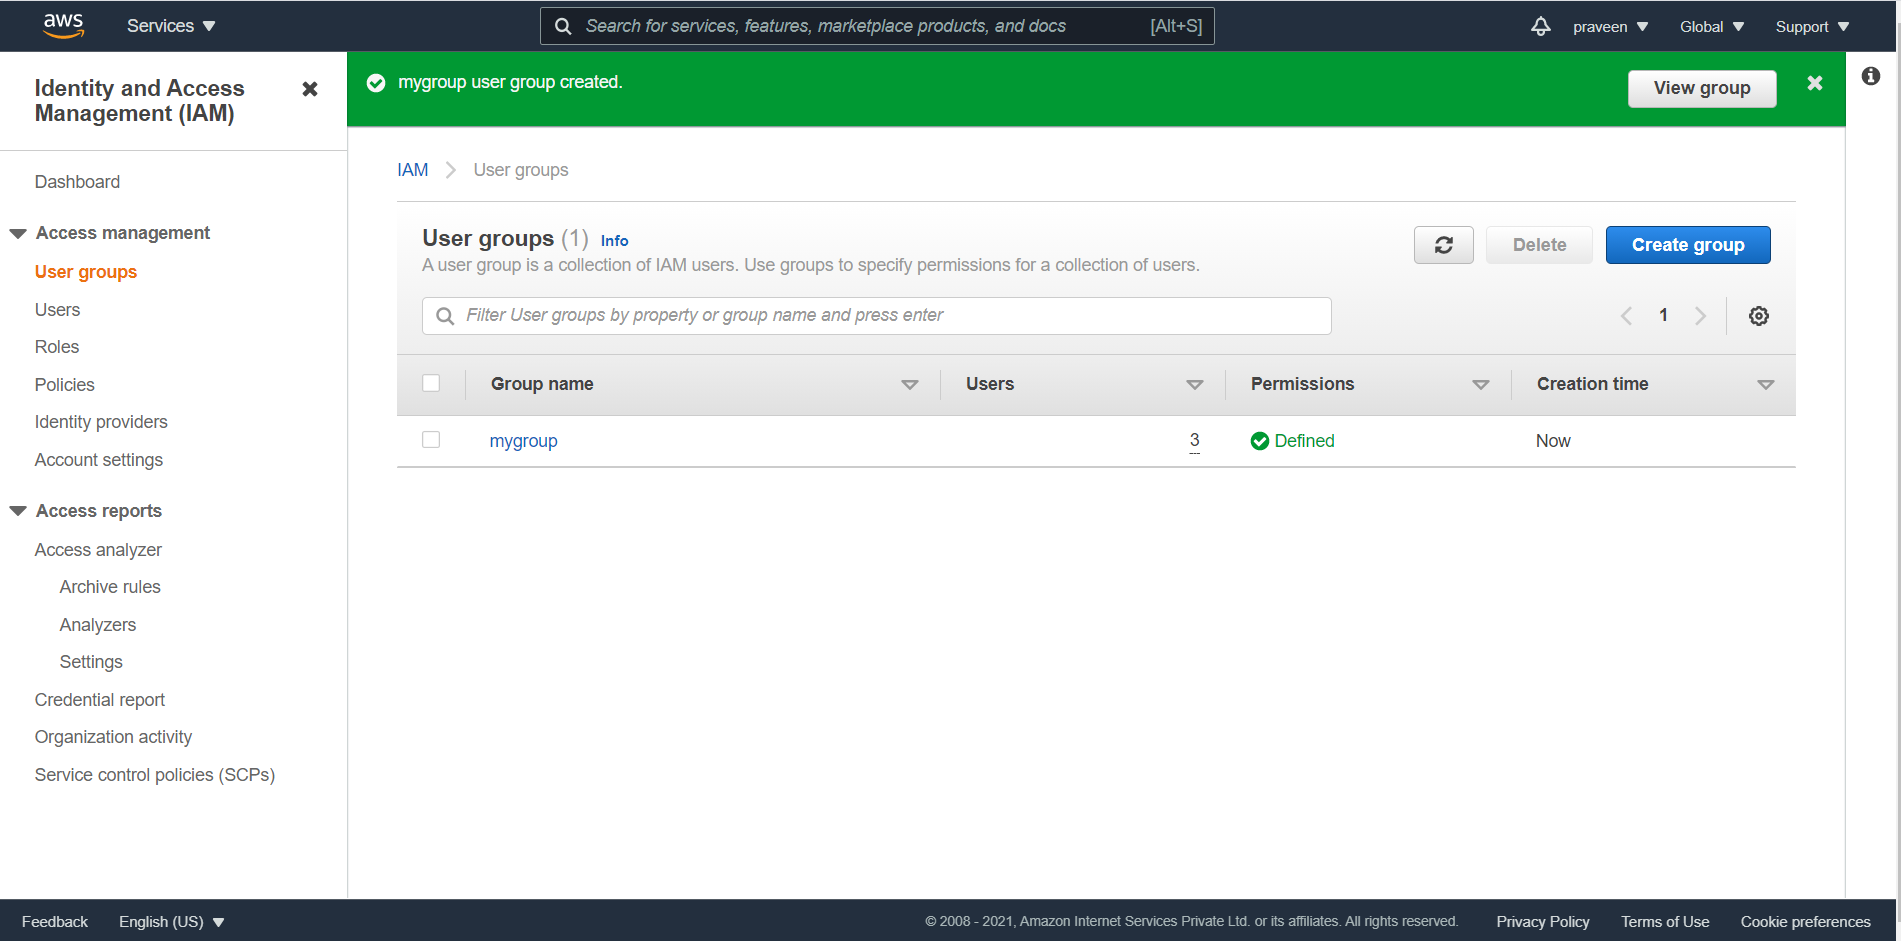 aws
Services
Search for services, features, marketplace products, and docs [Alt+S]
praveen
Global
Support
Identity and Access
Management (IAM)
Dashboard
Access management
User groups
Users
Roles
Policies
Identity providers
Account settings
Access reports
Access analyzer
Archive rules
Analyzers
Settings
Credential report
Organization activity
Service control policies (SCPs)
mygroup user group created.
View group
IAM
User groups
User groups (1) Info
A user group is a collection of IAM users. Use groups to specify permissions for a collection of users.
Delete
Create group
Filter User groups by property or group name and press enter
1
Group name
Users
Permissions
Creation time
mygroup
3
Defined
Now
Feedback
English (US)
© 2008 - 2021, Amazon Internet Services Private Ltd. or its affiliates. All rights reserved.
Privacy Policy
Terms of Use
Cookie preferences